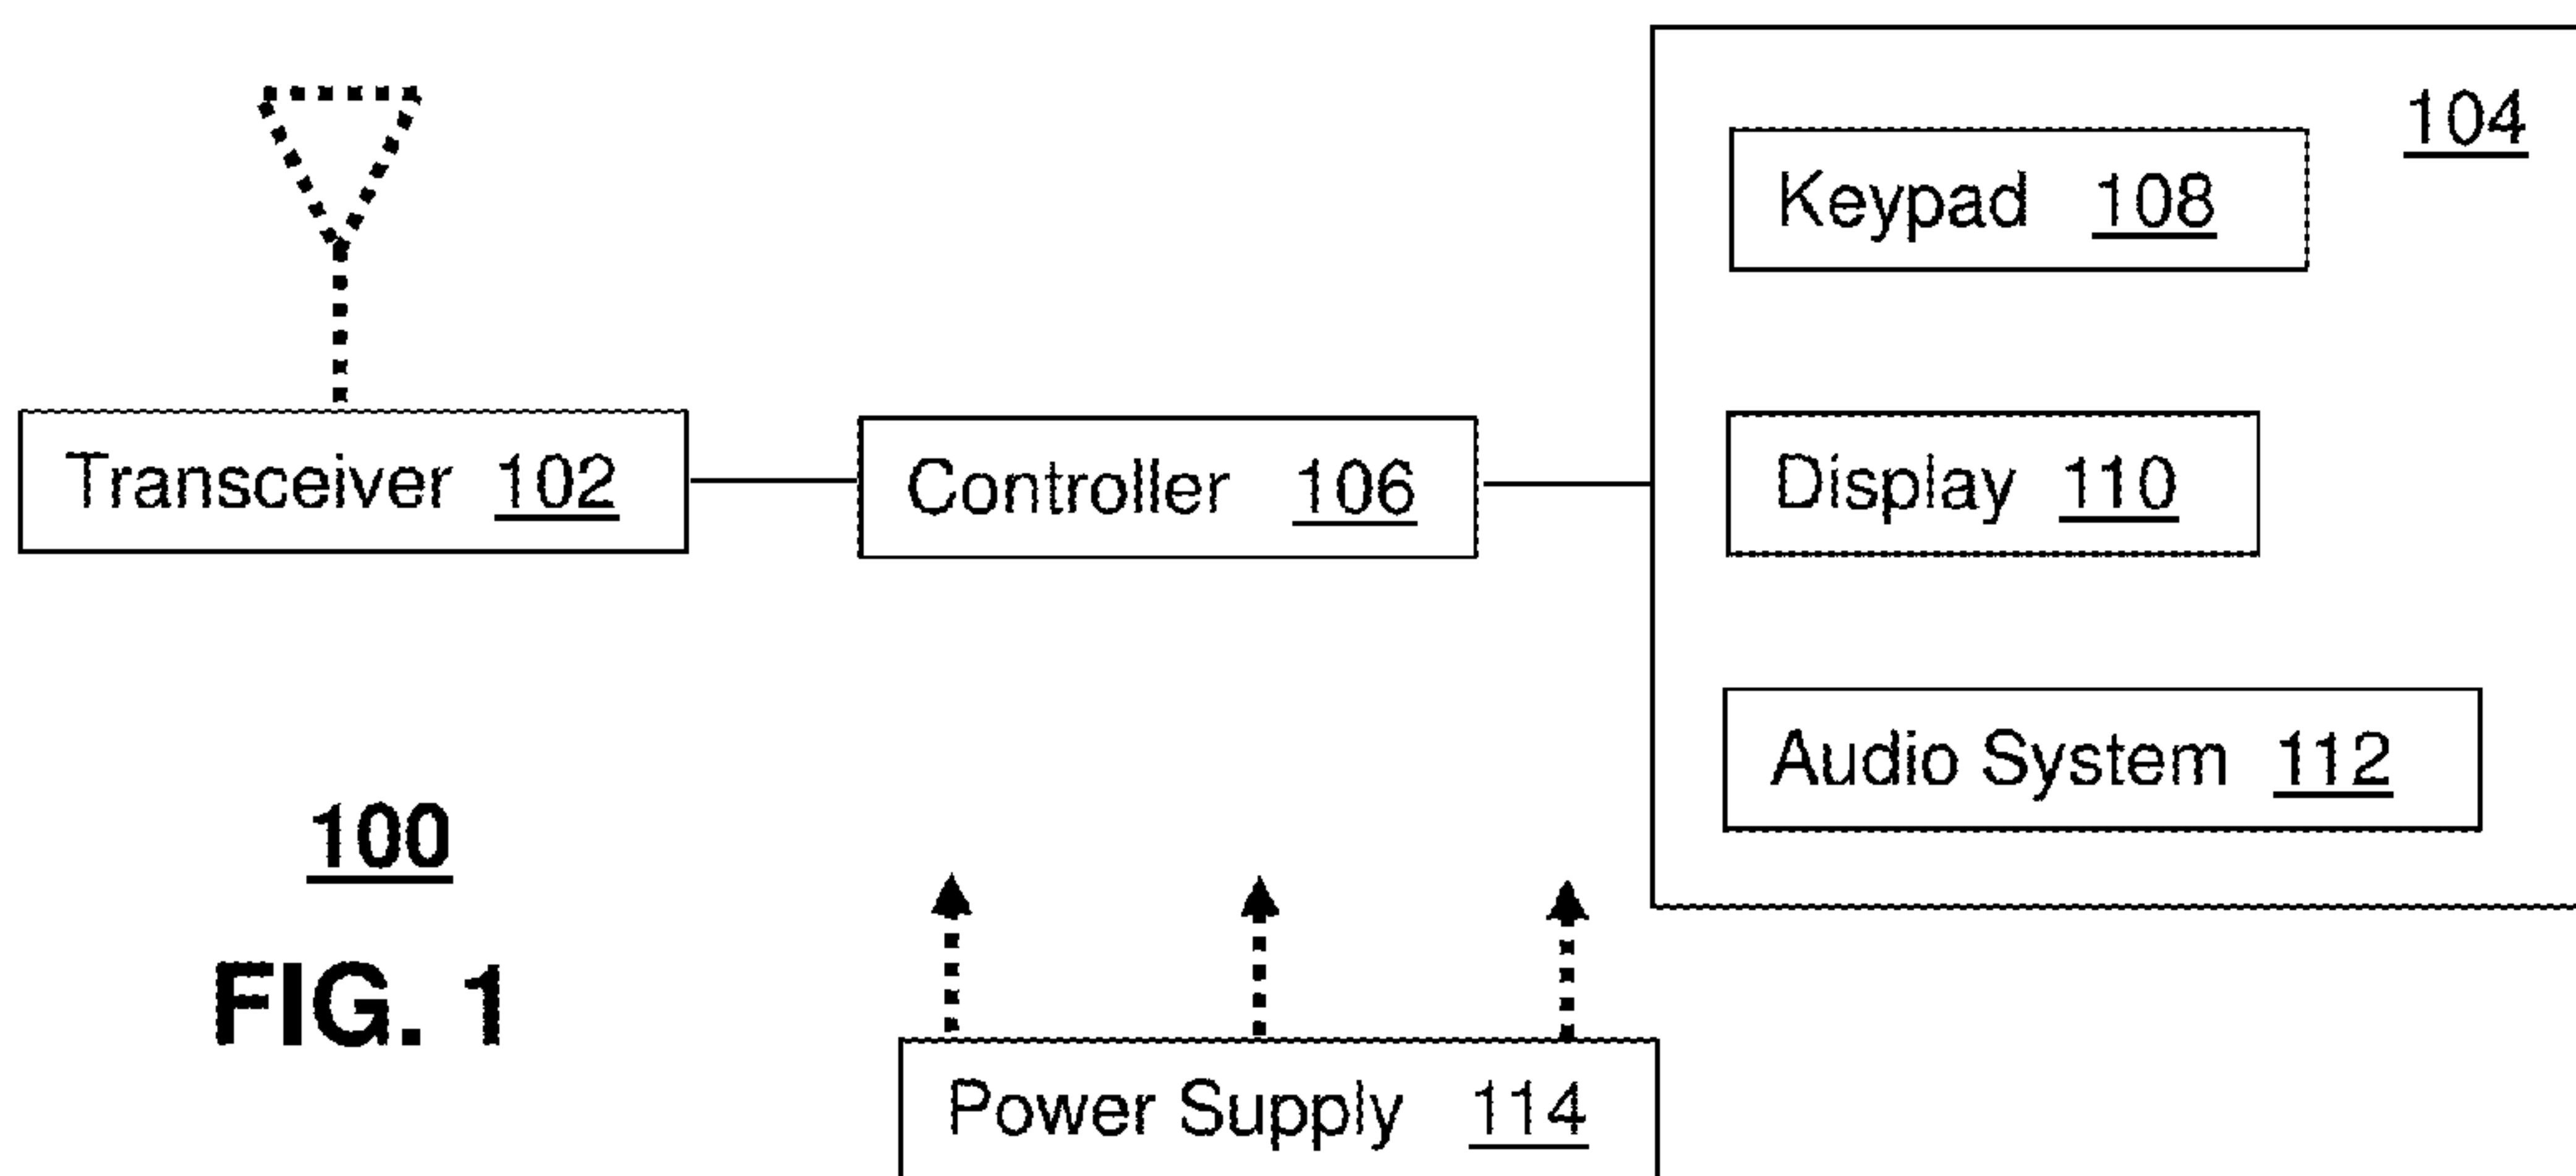 104
Keypad 108
Transceiver 102
Controller 106
Display 110
Audio System 112
100
FIG. 1
Power Supply 114